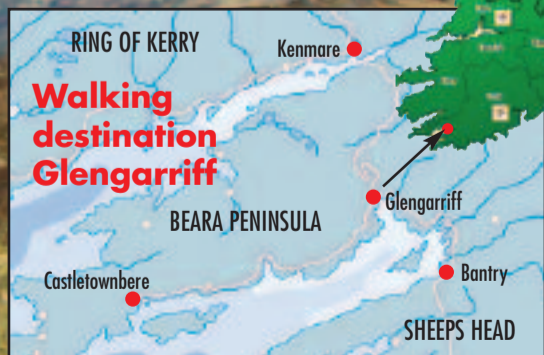 RING OF KERRY
Kenmare
Walking
destination
Glengarriff
Glengarriff
BEARA PENINSULA
Castletownbere
Bantry
SHEEPS HEAD